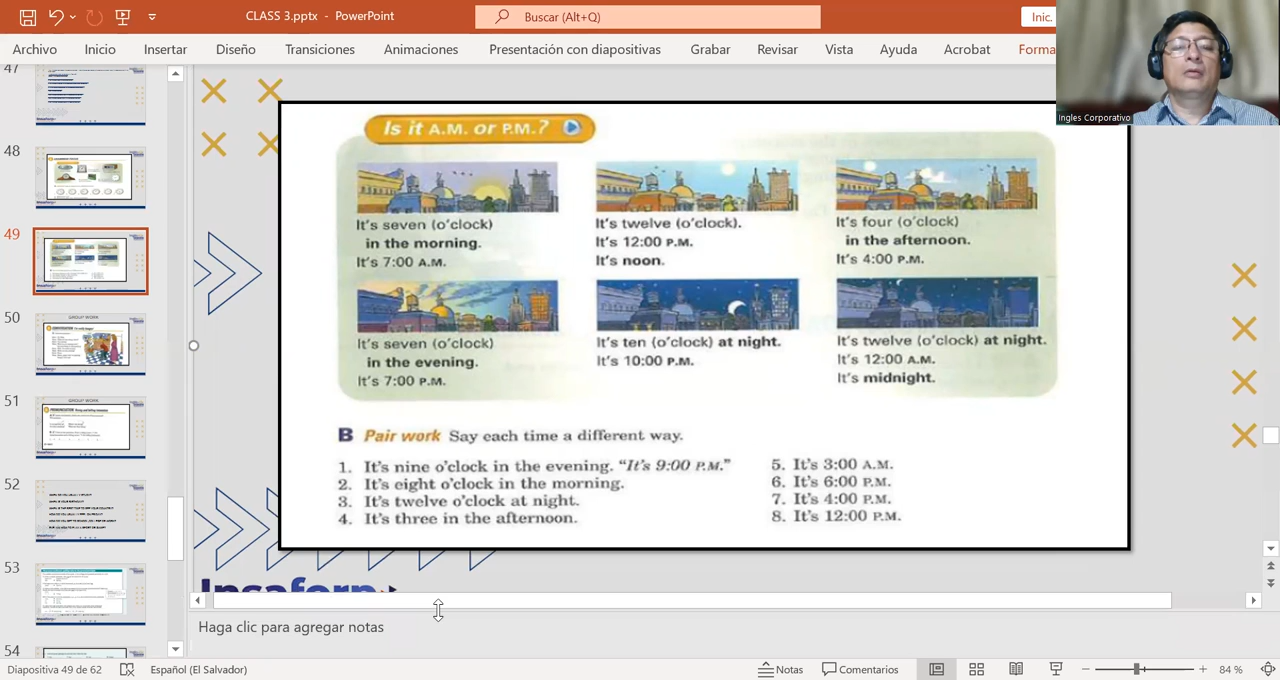 CLASS 3.pptx - PowerPoint
Buscar (Alt+Q)
Inic.
Archivo Inicio Insertar Diseño Transiciones Animaciones Presentación con diapositivas Grabar Revisar Vista Ayuda Acrobat Forma
Ingles Corporativo
47
48
49
50
51
52
53
54
GROUP WORK
GROUP WORK
Is it A.M. or P.M.?
It's seven (o'clock)
in the morning.
It's 7:00 A.M.
It's twelve (o'clock).
It's 12:00 P.M.
It's noon.
It's four (o'clock)
in the afternoon.
It's 4:00 P.M.
It's seven (o'clock)
in the evening.
It's 7:00 P.M.
It's ten (o'clock) at night.
It's 10:00 P.M.
It's twelve (o'clock) at night.
It's 12:00 A.M.
It's midnight.
B Pair work Say each time a different way.
1. It's nine o'clock in the evening. "It's 9:00 P.M."
2. It's eight o'clock in the morning.
3. It's twelve o'clock at night.
4. It's three in the afternoon.
5. It's 3:00 A.M.
6. It's 6:00 P.M.
7. It's 4:00 P.M.
8. It's 12:00 P.M.
Insaforp
Haga clic para agregar notas
Diapositiva 49 de 62 Español (El Salvador) Notas Comentarios 84 %